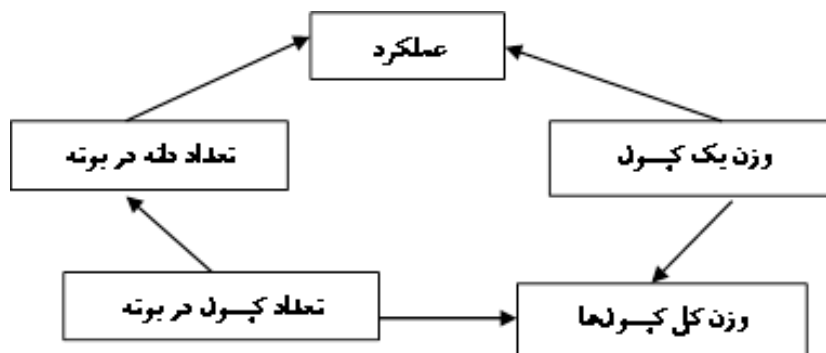 عملکرد
وزن یک کپسول
تعداد دانه در بوته
وزن کل کپسول‌ها
تعداد کپسول در بوته